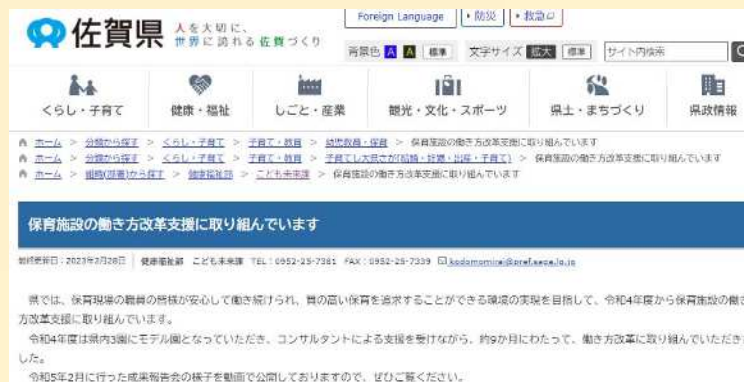 佐賀県 人を大切に、
世界に誇れる 佐賀づくり
Foreign Language 防災 救急
背景色 A A 標準 文字サイズ 拡大 標準 サイト内検索
くらし・子育て 健康・福祉 しごと・産業 観光・文化・スポーツ 県土・まちづくり 県政情報
ホーム > 分類から探す > くらし・子育て > 子育て・教育 > 幼児教育・保育 > 保育施設の働き方改革支援に取り組んでいます
ホーム > 分類から探す > くらし・子育て > 子育て・教育 > 子育てし大県さが(結婚・妊娠・出産・子育て) > 保育施設の働き方改革支援に取り組んでいます
ホーム > 組織(部署)から探す > 健康福祉部 > こども未来課 > 保育施設の働き方改革支援に取り組んでいます
保育施設の働き方改革支援に取り組んでいます
最終更新日:2023年3月28日 健康福祉部 こども未来課 TEL:0952-25-7381 FAX:0952-25-7339 kodomomirai@pref.saga.lg.jp
県では、保育現場の職員の皆様が安心して働き続けられ、質の高い保育を追求することができる環境の実現を目指して、令和4年度から保育施設の働き
方改革支援に取り組んでいます。
令和4年度は県内3園にモデル園となっていただき、コンサルタントによる支援を受けながら、約9か月にわたって、働き方改革に取り組んでいただきま
した。
令和5年2月に行った成果報告会の様子を動画で公開しておりますので、ぜひご覧ください。